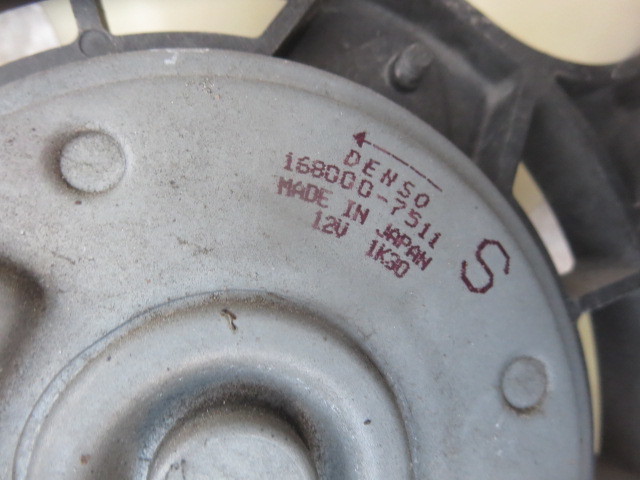 DENSO
168000-7511
MADE IN JAPAN
12V 1K30
S